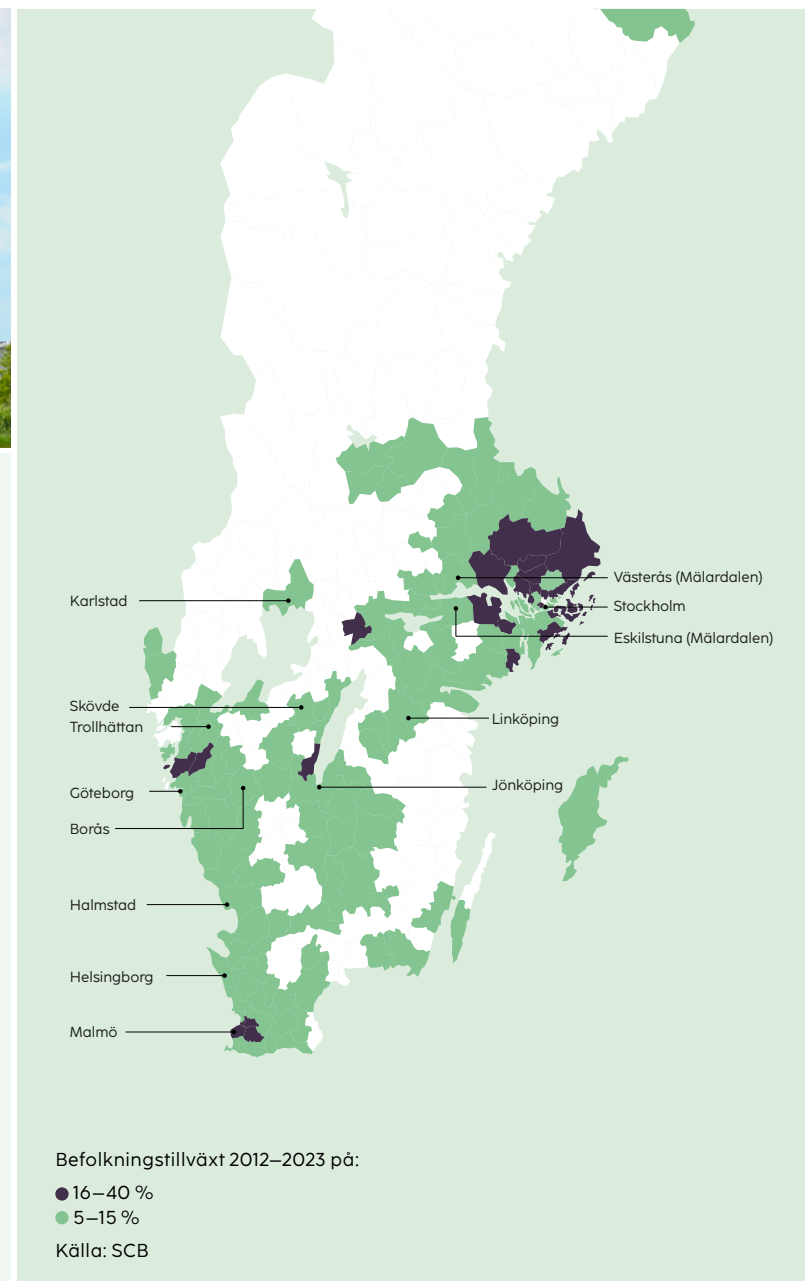 Västerås (Mälardalen)
Karlstad
Stockholm
Eskilstuna (Mälardalen)
Skövde
Linköping
Trollhättan
Jönköping
Göteborg
Borås
Halmstad
Helsingborg
Malmö
Befolkningstillväxt 2012–2023 på:
16–40 %
5–15 %
Källa: SCB